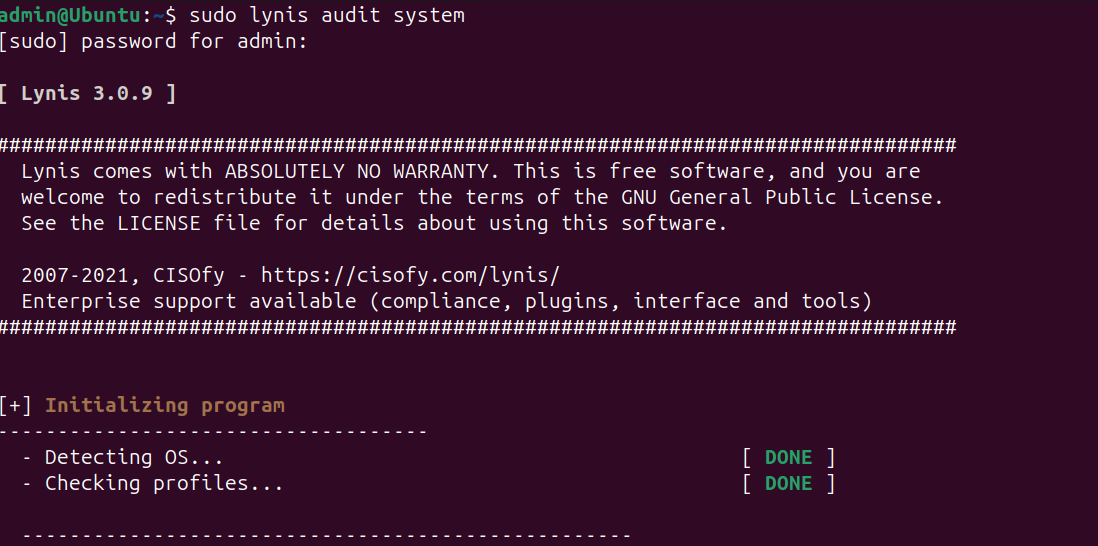 admin@Ubuntu:~$ sudo lynis audit system
[sudo] password for admin:
[ Lynis 3.0.9 ]
################################################################################
Lynis comes with ABSOLUTELY NO WARRANTY. This is free software, and you are
welcome to redistribute it under the terms of the GNU General Public License.
See the LICENSE file for details about using this software.
2007-2021, CISOfy - https://cisofy.com/lynis/
Enterprise support available (compliance, plugins, interface and tools)
################################################################################
[+] Initializing program
------------------------------------
- Detecting OS... [ DONE ]
- Checking profiles... [ DONE ]
---------------------------------------------------